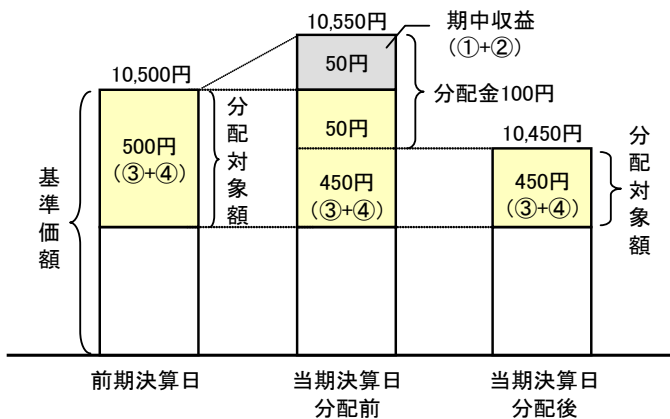 10,550円
期中収益
(①+②)
10,500円
50円
分配金100円
分配対象額
500円
(③+④)
50円
10,450円
基準価額
450円
(③+④)
450円
(③+④)
分配対象額
前期決算日
当期決算日
分配前
当期決算日
分配後